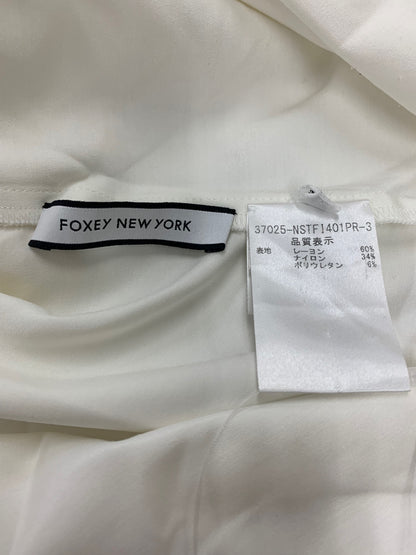 FOXEY NEW YORK
37025-NSTFI401PR-3
品質表示
表地 レーヨン 60%
ナイロン 34%
ポリウレタン 6%